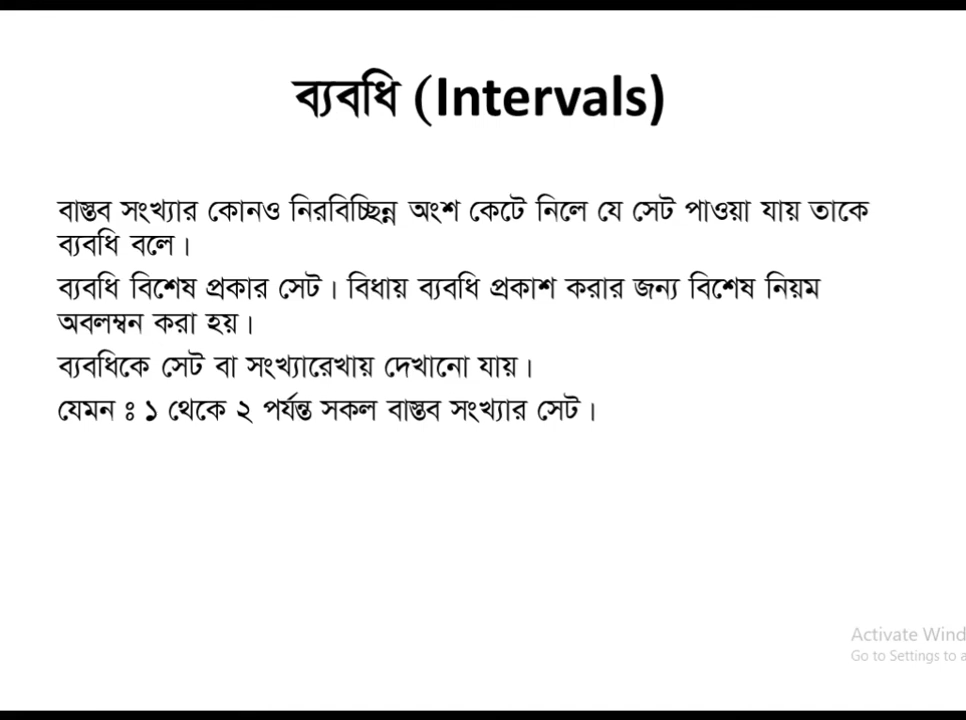 ব্যবধি (Intervals)
বাস্তব সংখ্যার কোনও নিরবিচ্ছিন্ন অংশ কেটে নিলে যে সেট পাওয়া যায় তাকে
ব্যবধি বলে।
ব্যবধি বিশেষ প্রকার সেট। বিধায় ব্যবধি প্রকাশ করার জন্য বিশেষ নিয়ম
অবলম্বন করা হয়।
ব্যবধিকে সেট বা সংখ্যারেখায় দেখানো যায়।
যেমন ঃ ১ থেকে ২ পর্যন্ত সকল বাস্তব সংখ্যার সেট।
Activate Wind
Go to Settings to a